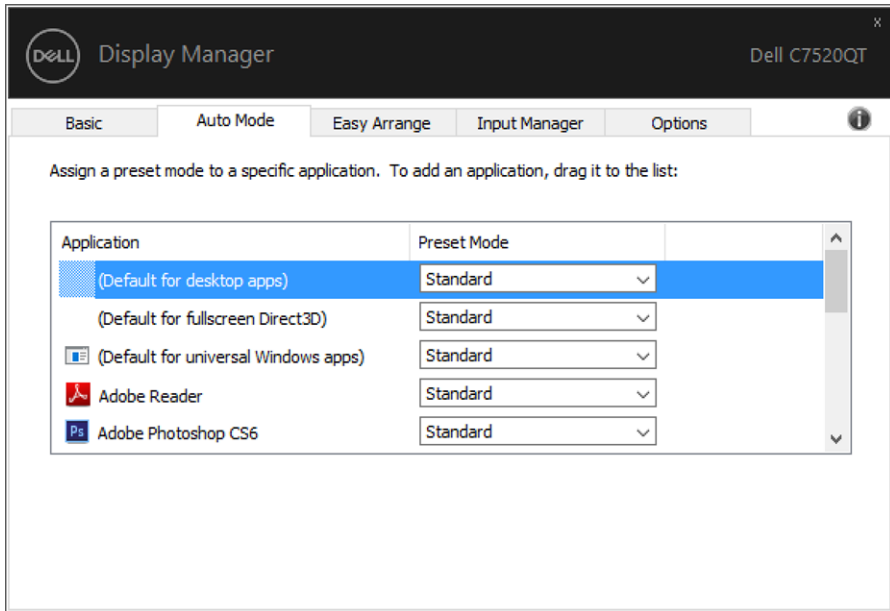 x
DELL Display Manager Dell C7520QT
Basic Auto Mode Easy Arrange Input Manager Options
Assign a preset mode to a specific application. To add an application, drag it to the list:
Application Preset Mode
(Default for desktop apps) Standard
(Default for fullscreen Direct3D) Standard
(Default for universal Windows apps) Standard
Adobe Reader Standard
Ps Adobe Photoshop CS6 Standard